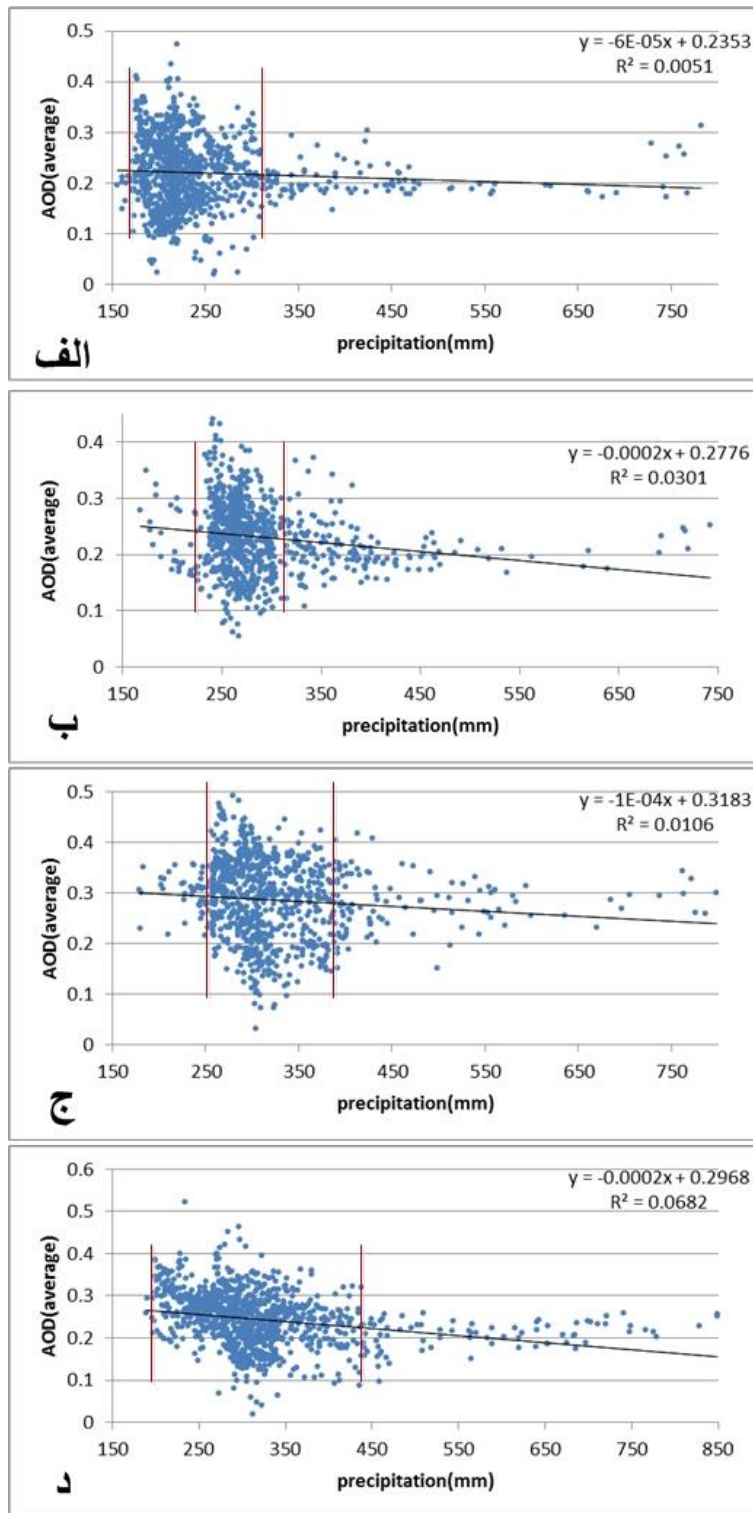 y = -6E-05x + 0.2353
R² = 0.0051
0.5
0.4
0.3
0.2
0.1
0
AOD(average)
150 250 350 450 550 650 750
precipitation(mm)
الف
y = -0.0002x + 0.2776
R² = 0.0301
0.4
0.3
0.2
0.1
0
AOD(average)
150 250 350 450 550 650 750
precipitation(mm)
ب
y = -1E-04x + 0.3183
R² = 0.0106
0.5
0.4
0.3
0.2
0.1
0
AOD(average)
150 250 350 450 550 650 750
precipitation(mm)
ج
y = -0.0002x + 0.2968
R² = 0.0682
0.6
0.5
0.4
0.3
0.2
0.1
0
AOD(average)
150 250 350 450 550 650 750 850
precipitation(mm)
د